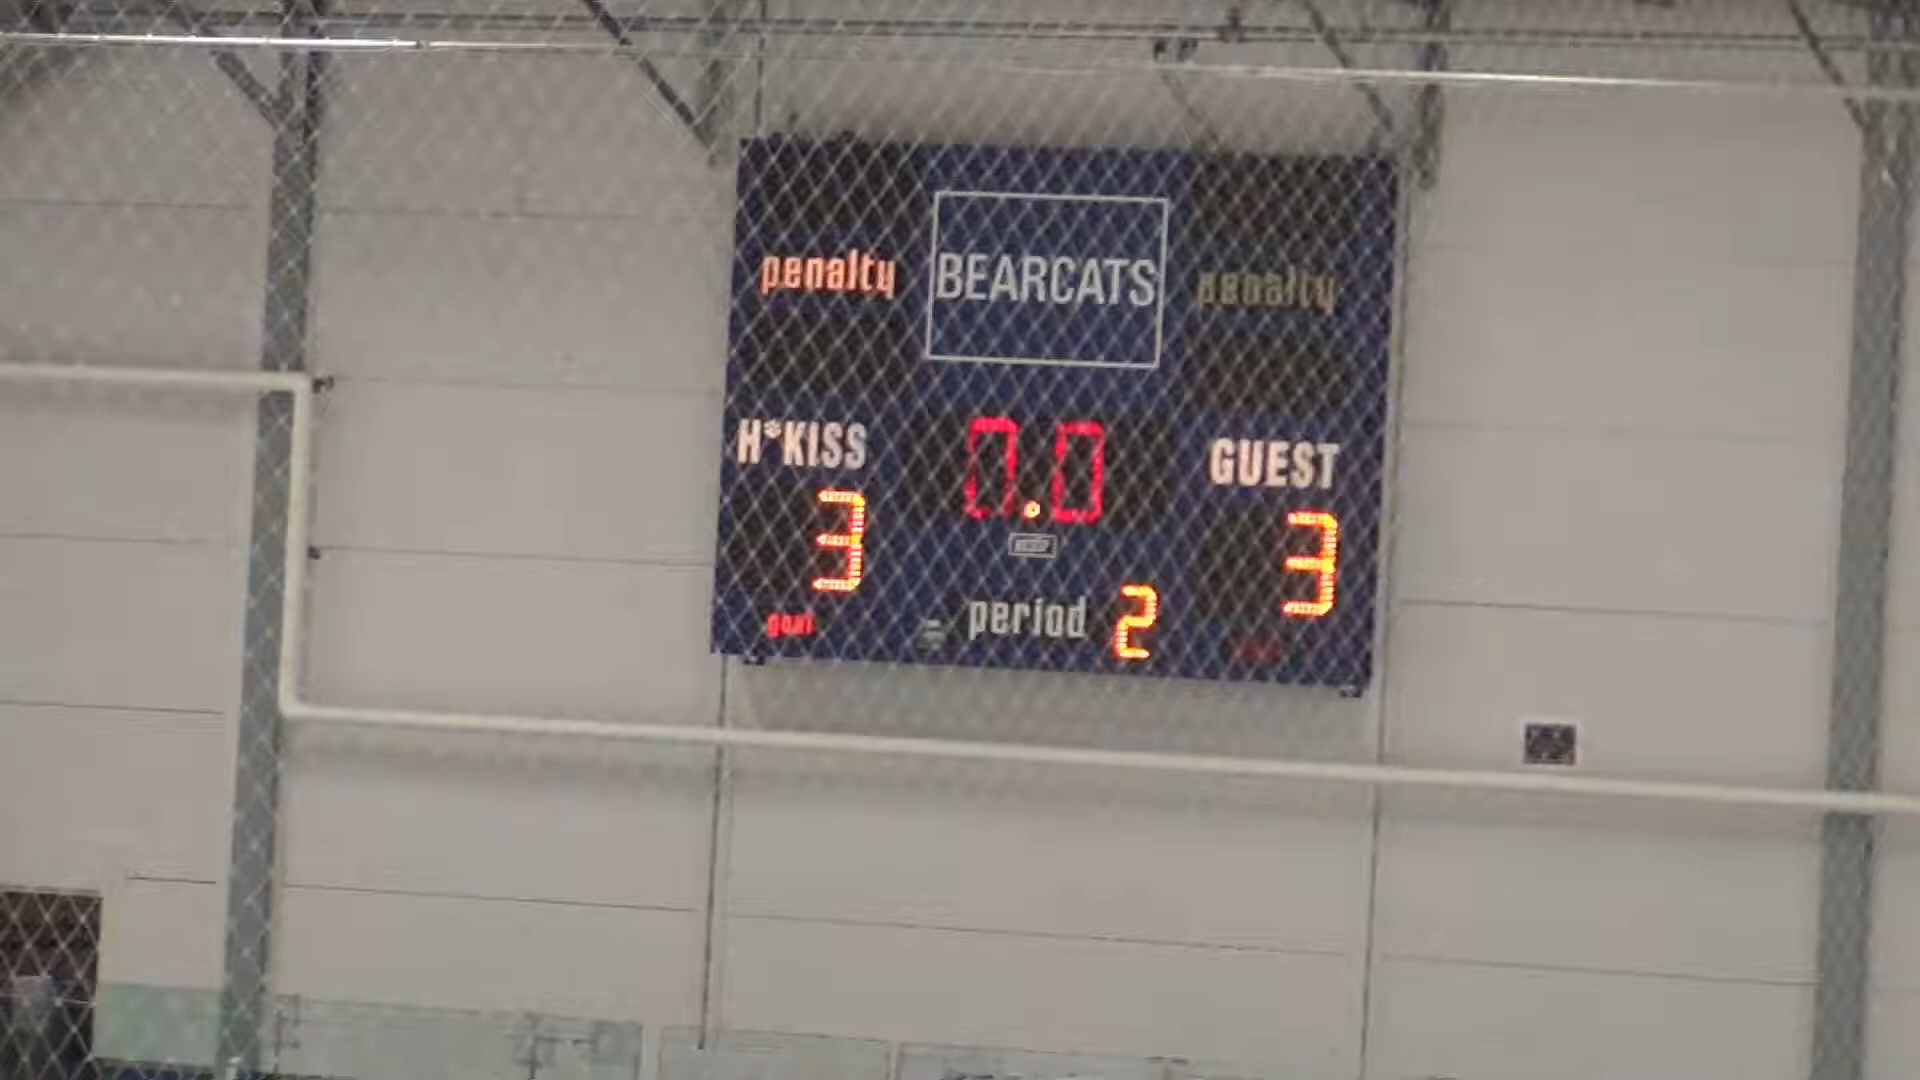 penalty BEARCATS penalty
H*KISS 0.0 GUEST
3 3
goal period 2